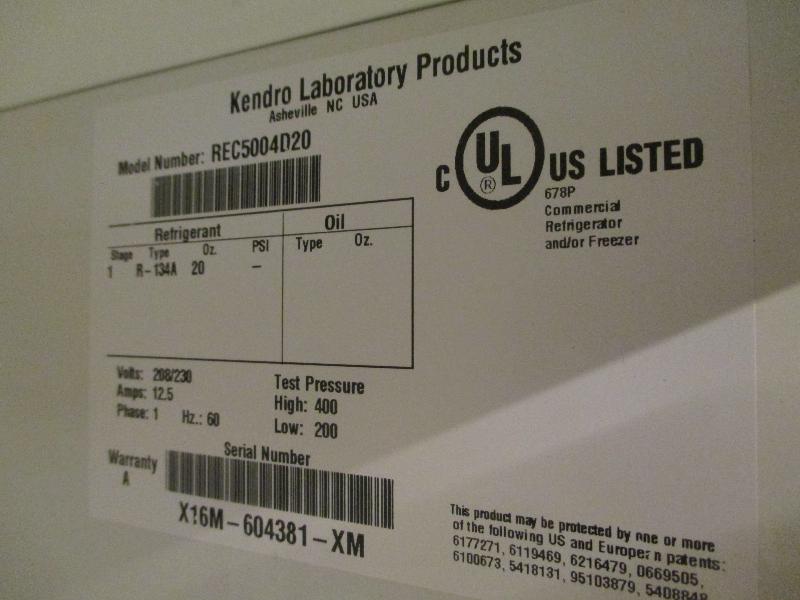 Kendro Laboratory Products
Asheville NC USA
Model Number: REC5004D20
C UL ® US LISTED
678P
Commercial
Refrigerator
and/or Freezer
Refrigerant Oil
Stage Type Oz. PSI Type Oz.
1 R-134A 20 –
Volts: 208/230
Amps: 12.5
Phase: 1 Hz.: 60
Test Pressure
High: 400
Low: 200
Warranty
A
Serial Number
X16M-604381-XM
This product may be protected by one or more
of the following US and European patents:
6177271, 6119469, 6216479, 0669505,
6100673, 5418131, 95103879, 5408848